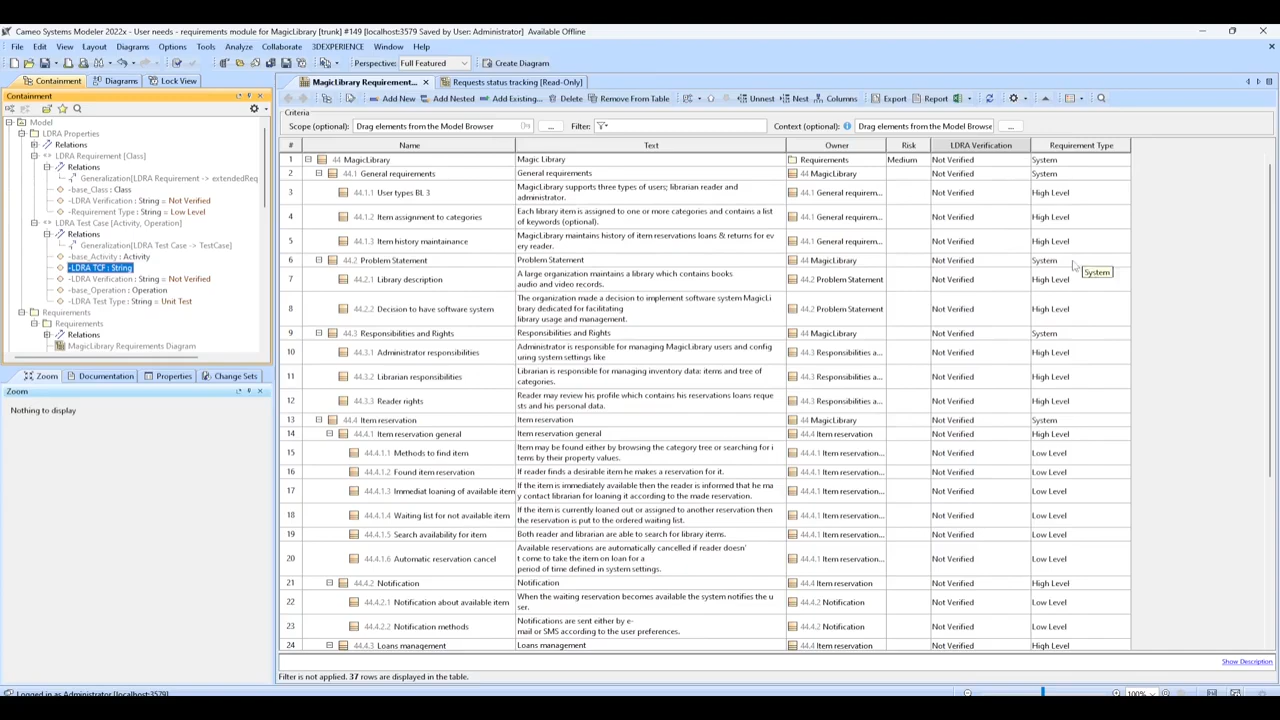 Cameo Systems Modeler 2022x - User needs - requirements module for MagicLibrary [trunk] #149 [localhost:3579 Saved by User: Administrator]  Available Offline
File Edit View Layout Diagrams Options Tools Analyze Collaborate 3DEXPERIENCE Window Help
Perspective: Full Featured Create Diagram
Containment Diagrams Lock View
Containment
Model
LDRA Properties
Relations
LDRA Requirement [Class]
Relations
Generalization[LDRA Requirement -> extendedReq
-base_Class : Class
-LDRA Verification : String = Not Verified
-Requirement Type : String = Low Level
LDRA Test Case [Activity, Operation]
Relations
Generalization[LDRA Test Case -> TestCase]
-base_Activity : Activity
-LDRA TCF : String
-LDRA Verification : String = Not Verified
-base_Operation : Operation
-LDRA Test Type : String = Unit Test
Requirements
Requirements
Relations
MagicLibrary Requirements Diagram
Zoom Documentation Properties Change Sets
Zoom
Nothing to display
Logged in as Administrator [localhost:3579]
MagicLibrary Requirement... Requests status tracking [Read-Only]
Add New Add Nested Add Existing... Delete Remove From Table Unnest Nest Columns Export Report
Criteria
Scope (optional): Drag elements from the Model Browser ... Filter: Context (optional): Drag elements from the Model Browse ...
# Name Text Owner Risk LDRA Verification Requirement Type
1 44 MagicLibrary Magic Library Requirements Medium Not Verified System
2 44.1 General requirements General requirements 44 MagicLibrary Not Verified System
3 44.1.1 User types BL 3 MagicLibrary supports three types of users; librarian reader and
administrator. 44.1 General requirem... Not Verified High Level
4 44.1.2 Item assignment to categories Each library item is assigned to one or more categories and contains a list
of keywords (optional). 44.1 General requirem... Not Verified High Level
5 44.1.3 Item history maintainance MagicLibrary maintains history of item reservations loans & returns for ev
ery reader. 44.1 General requirem... Not Verified High Level
6 44.2 Problem Statement Problem Statement 44 MagicLibrary Not Verified System
System
7 44.2.1 Library description A large organization maintains a library which contains books
audio and video records. 44.2 Problem Statement Not Verified High Level
8 44.2.2 Decision to have software system The organization made a decision to implement software system MagicLi
brary dedicated for facilitating
library usage and management. 44.2 Problem Statement Not Verified High Level
9 44.3 Responsibilities and Rights Responsibilities and Rights 44 MagicLibrary Not Verified System
10 44.3.1 Administrator responsibilities Administrator is responsible for managing MagicLibrary users and config
uring system settings like 44.3 Responsibilities a... Not Verified High Level
11 44.3.2 Librarian responsibilities Librarian is responsible for managing inventory data: items and tree of
categories. 44.3 Responsibilities a... Not Verified High Level
12 44.3.3 Reader rights Reader may review his profile which contains his reservations loans reque
sts and his personal data. 44.3 Responsibilities a... Not Verified High Level
13 44.4 Item reservation Item reservation 44 MagicLibrary Not Verified System
14 44.4.1 Item reservation general Item reservation general 44.4 Item reservation Not Verified High Level
15 44.4.1.1 Methods to find item Item may be found either by browsing the category tree or searching for i
tems by their property values. 44.4.1 Item reservation... Not Verified Low Level
16 44.4.1.2 Found item reservation If reader finds a desirable item he makes a reservation for it. 44.4.1 Item reservation... Not Verified Low Level
17 44.4.1.3 Immediat loaning of available item If the item is immediately available then the reader is informed that he ma
y contact librarian for loaning it according to the made reservation. 44.4.1 Item reservation... Not Verified Low Level
18 44.4.1.4 Waiting list for not available item If the item is currently loaned out or assigned to another reservation then
the reservation is put to the ordered waiting list. 44.4.1 Item reservation... Not Verified Low Level
19 44.4.1.5 Search availability for item Both reader and librarian are able to search for library items. 44.4.1 Item reservation... Not Verified Low Level
20 44.4.1.6 Automatic reservation cancel Available reservations are automatically cancelled if reader doesn'
t come to take the item on loan for a
period of time defined in system settings. 44.4.1 Item reservation... Not Verified Low Level
21 44.4.2 Notification Notification 44.4 Item reservation Not Verified High Level
22 44.4.2.1 Notification about available item When the waiting reservation becomes available the system notifies the u
ser. 44.4.2 Notification Not Verified Low Level
23 44.4.2.2 Notification methods Notifications are sent either by e-
mail or SMS according to the user preferences. 44.4.2 Notification Not Verified Low Level
24 44.4.3 Loans management Loans management 44.4 Item reservation Not Verified High Level
Show Description
Filter is not applied. 37 rows are displayed in the table.
100%